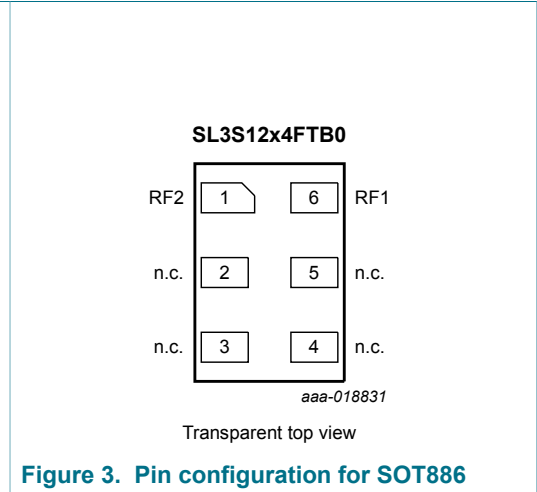 SL3S12x4FTB0
RF2 1 6 RF1
n.c. 2 5 n.c.
n.c. 3 4 n.c.
aaa-018831
Transparent top view
Figure 3. Pin configuration for SOT886